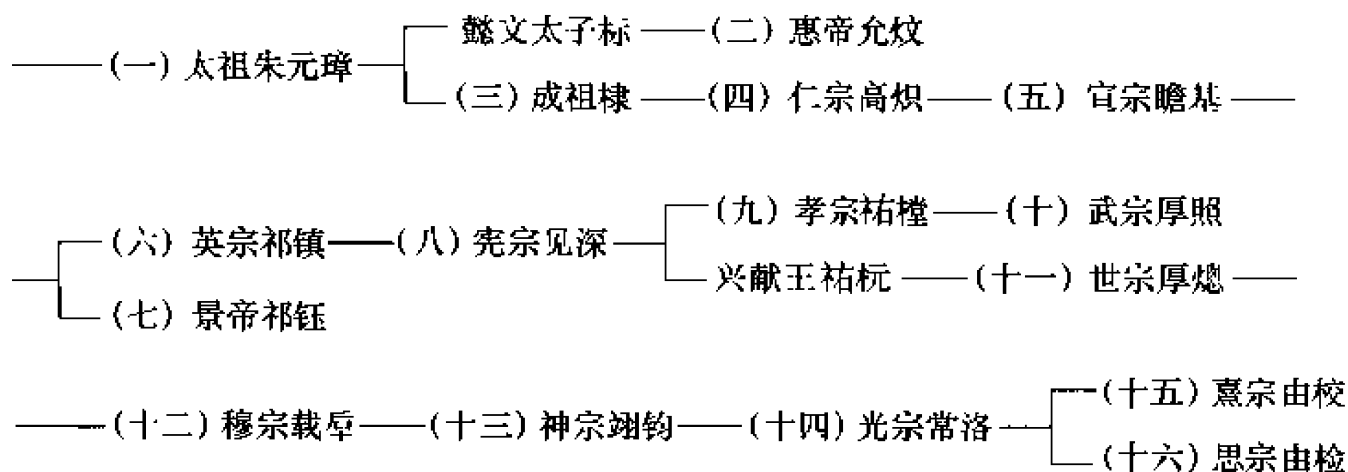 懿文太子标 (二) 惠帝允炆
(一) 太祖朱元璋
(三) 成祖棣 (四) 仁宗高炽 (五) 宣宗瞻基
(九) 孝宗祐樘 (十) 武宗厚照
(六) 英宗祁镇 (八) 宪宗见深
兴献王祐杬 (十一) 世宗厚熜
(七) 景帝祁钰
(十五) 熹宗由校
(十二) 穆宗载垕 (十三) 神宗翊钧 (十四) 光宗常洛
(十六) 思宗由检